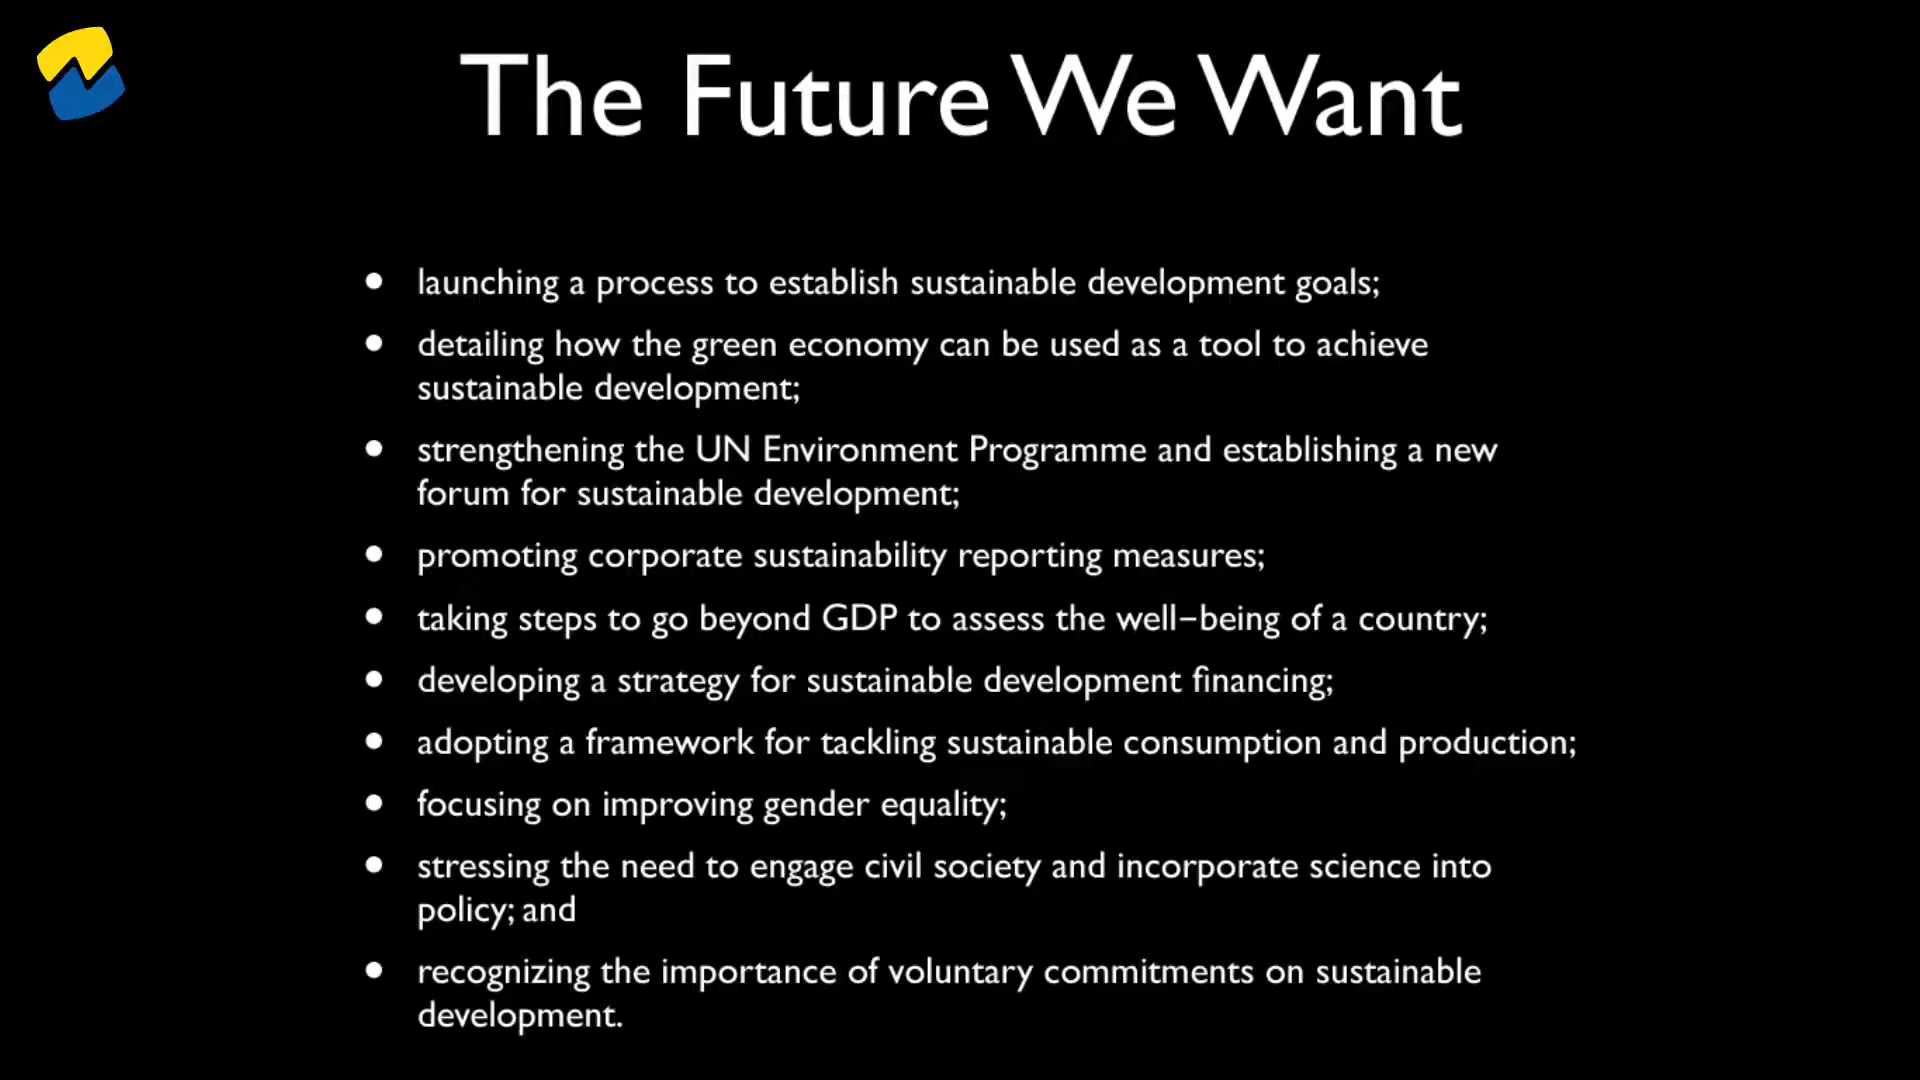 The Future We Want
• launching a process to establish sustainable development goals;
• detailing how the green economy can be used as a tool to achieve
sustainable development;
• strengthening the UN Environment Programme and establishing a new
forum for sustainable development;
• promoting corporate sustainability reporting measures;
• taking steps to go beyond GDP to assess the well–being of a country;
• developing a strategy for sustainable development financing;
• adopting a framework for tackling sustainable consumption and production;
• focusing on improving gender equality;
• stressing the need to engage civil society and incorporate science into
policy; and
• recognizing the importance of voluntary commitments on sustainable
development.